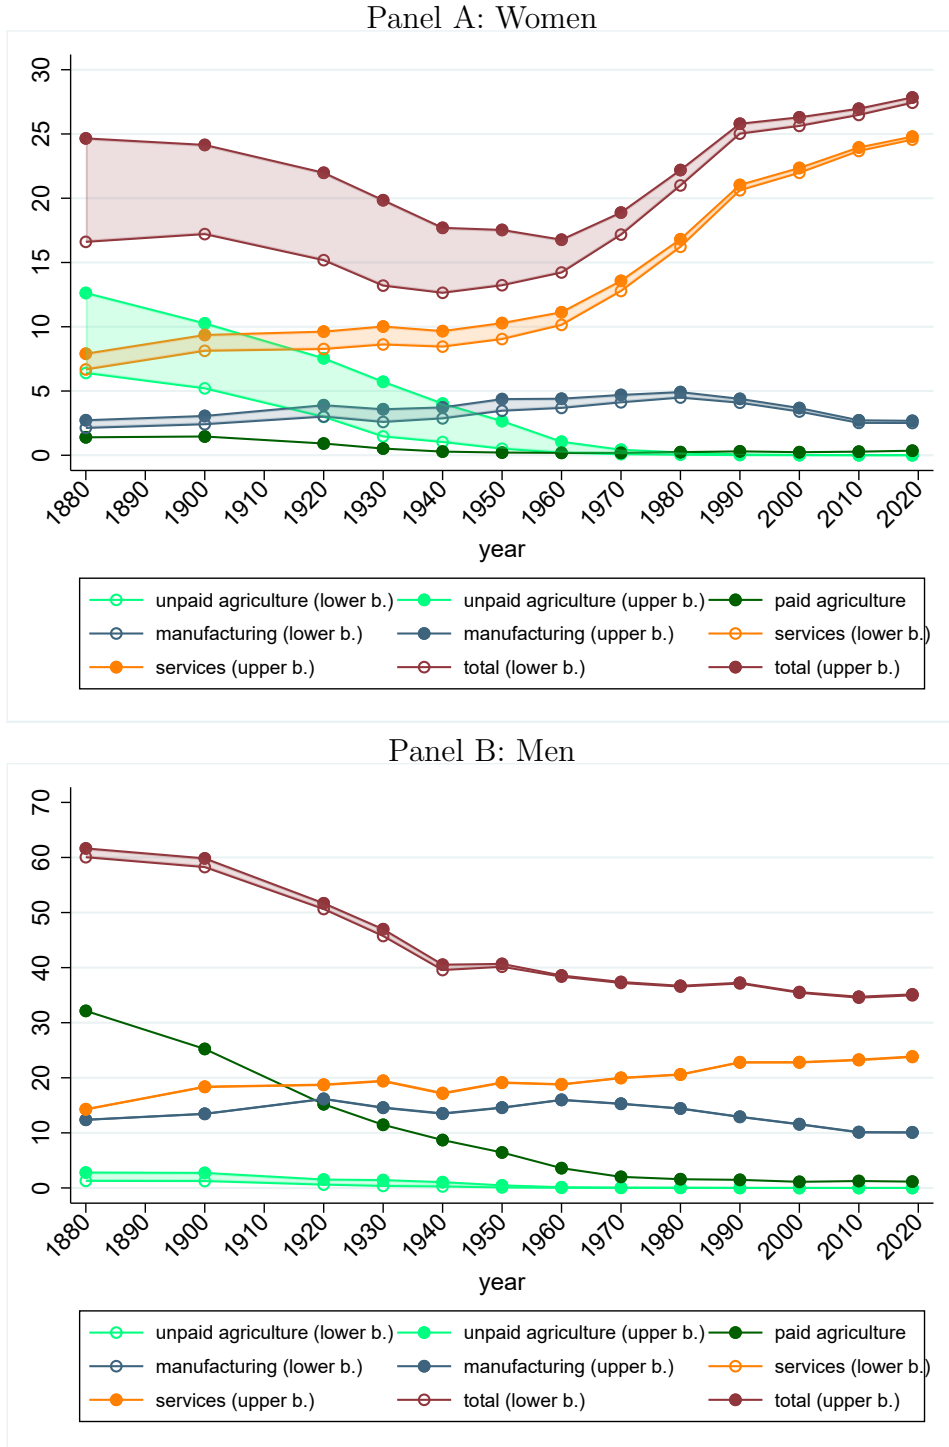 Panel A: Women
30
25
20
15
10
5
0
1880 1890 1900 1910 1920 1930 1940 1950 1960 1970 1980 1990 2000 2010 2020
year
unpaid agriculture (lower b.) unpaid agriculture (upper b.) paid agriculture
manufacturing (lower b.) manufacturing (upper b.) services (lower b.)
services (upper b.) total (lower b.) total (upper b.)
Panel B: Men
70
60
50
40
30
20
10
0
1880 1890 1900 1910 1920 1930 1940 1950 1960 1970 1980 1990 2000 2010 2020
year
unpaid agriculture (lower b.) unpaid agriculture (upper b.) paid agriculture
manufacturing (lower b.) manufacturing (upper b.) services (lower b.)
services (upper b.) total (lower b.) total (upper b.)